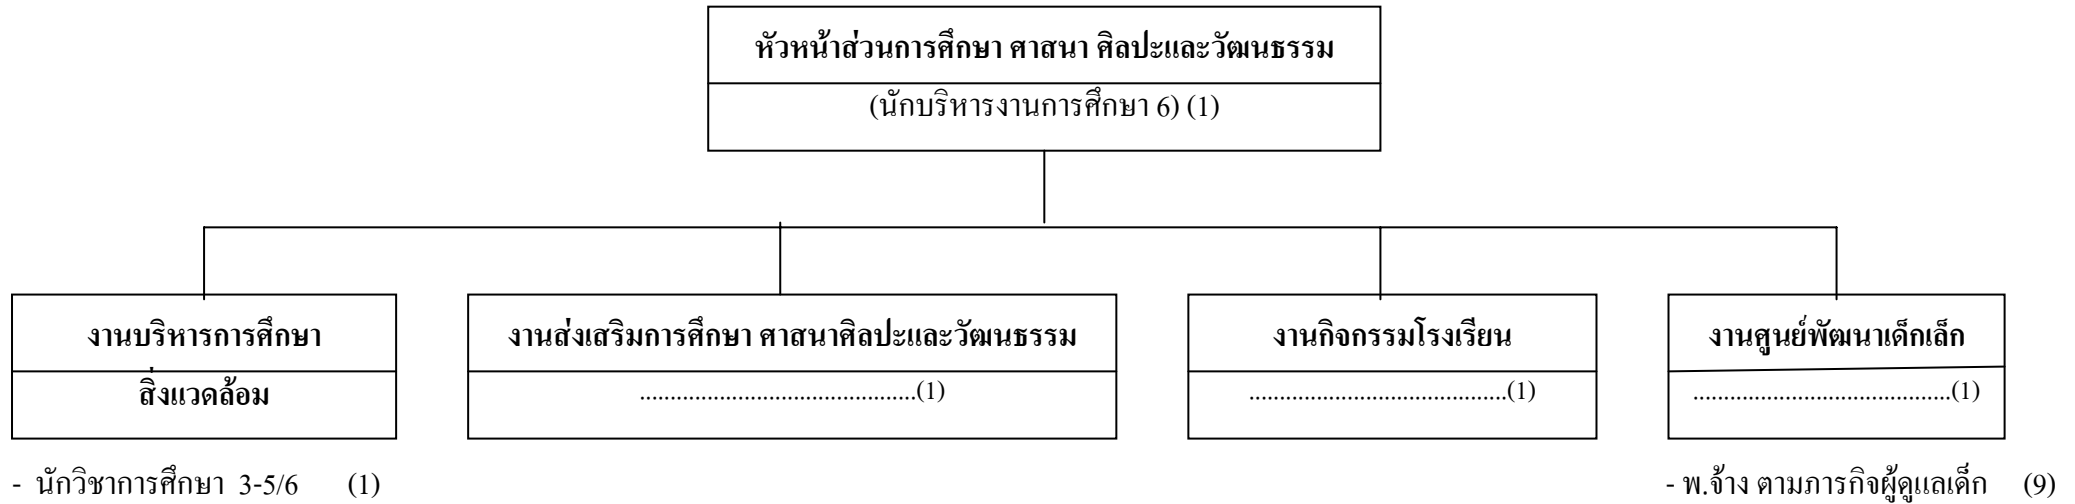 หัวหน้าส่วนการศึกษา ศาสนา ศิลปะและวัฒนธรรม
(นักบริหารงานการศึกษา 6) (1)
งานบริหารการศึกษา
สิ่งแวดล้อม
งานส่งเสริมการศึกษา ศาสนาศิลปะและวัฒนธรรม
.............................................(1)
งานกิจกรรมโรงเรียน
..........................................(1)
งานศูนย์พัฒนาเด็กเล็ก
..........................................(1)
- นักวิชาการศึกษา 3-5/6 (1)
- พ.จ้าง ตามภารกิจผู้ดูแลเด็ก (9)